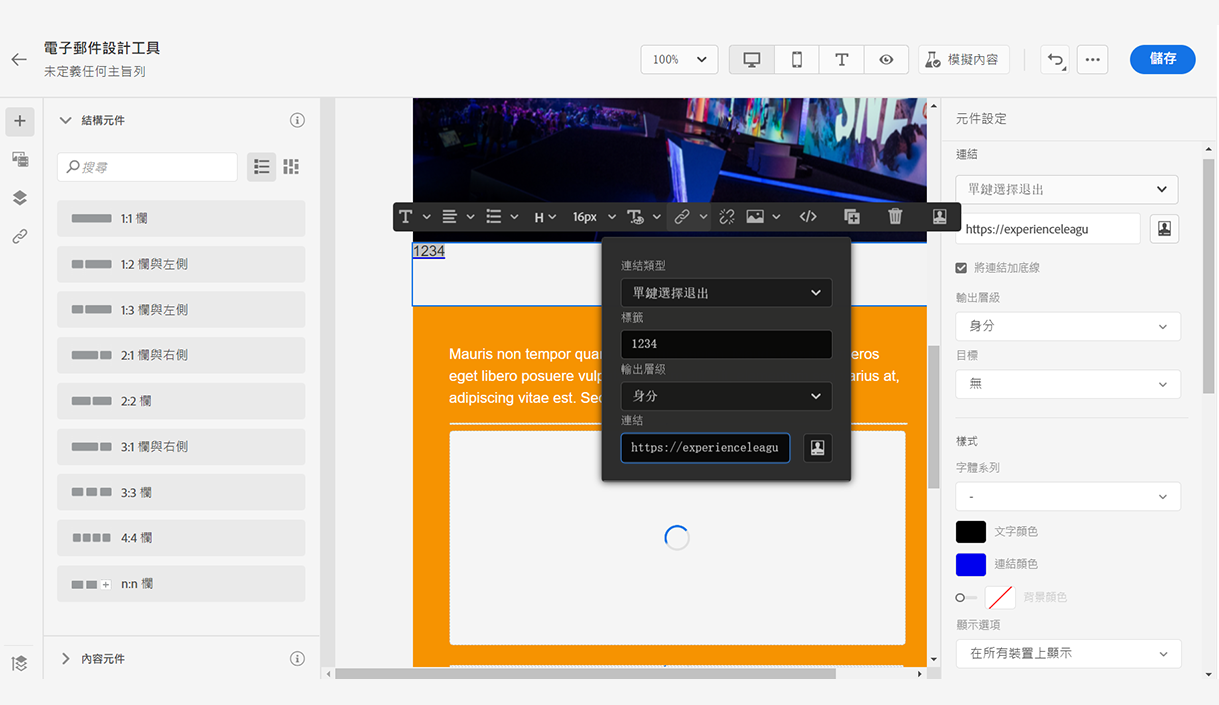 電子郵件設計工具
未定義任何主旨列
100%
模擬內容
儲存
結構元件
搜尋
1:1 欄
1:2 欄與左側
1:3 欄與左側
2:1 欄與右側
2:2 欄
3:1 欄與右側
3:3 欄
4:4 欄
n:n 欄
內容元件
16px
1234
Mauris non tempor
eros
eget libero posuere
arius at,
adipiscing vitae est.
連結類型
單鍵選擇退出
標籤
1234
輸出層級
身分
連結
https://experienceleagu
元件設定
連結
單鍵選擇退出
https://experienceleagu
將連結加底線
輸出層級
身分
目標
無
樣式
字體系列
-
文字顏色
連結顏色
背景顏色
顯示選項
在所有裝置上顯示